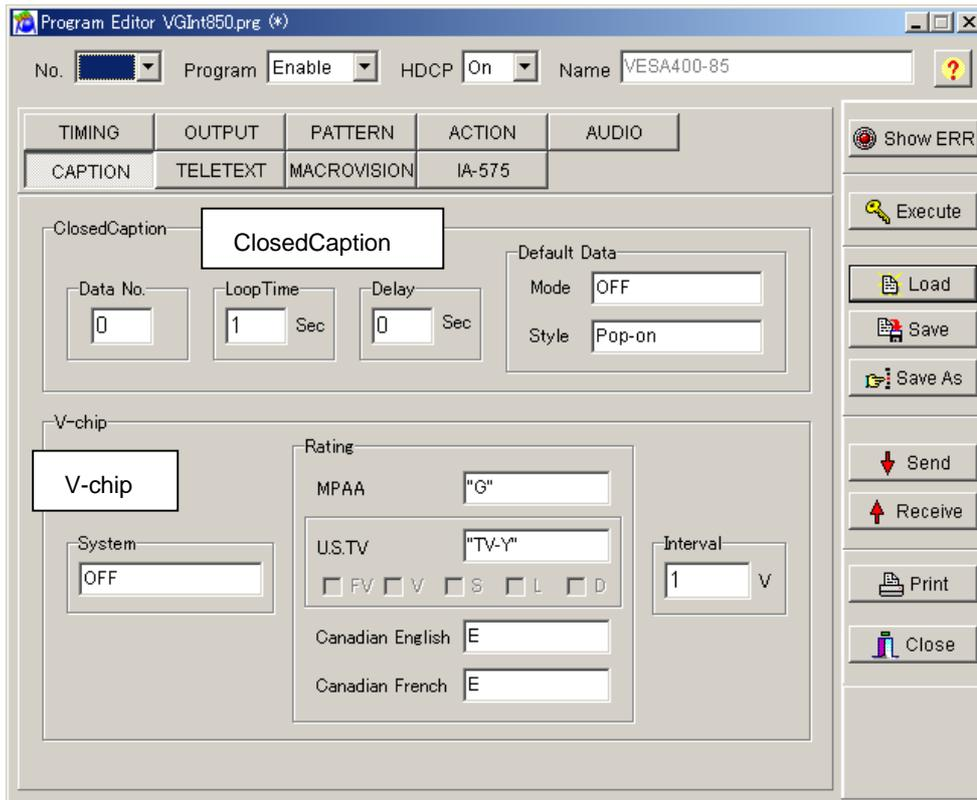 Program Editor VGInt850.prg (*)
No. Program Enable HDCP On Name VESA400-85 ?
TIMING OUTPUT PATTERN ACTION AUDIO
CAPTION TELETEXT MACROVISION IA-575
Show ERR
Execute
Load
Save
Save As
Send
Receive
Print
Close
ClosedCaption
ClosedCaption
Data No.
0
LoopTime
1 Sec
Delay
0 Sec
Default Data
Mode OFF
Style Pop-on
V-chip
V-chip
System
OFF
Rating
MPAA "G"
U.S.TV "TV-Y"
FV V S L D
Canadian English E
Canadian French E
Interval
1 V